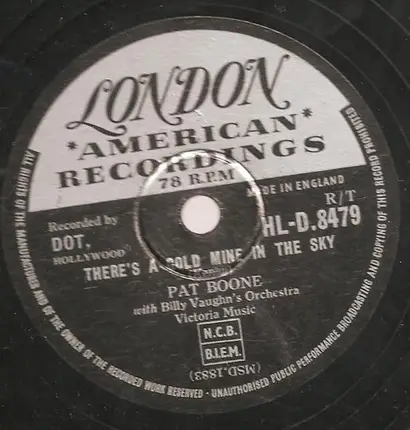 LONDON
*AMERICAN*
RECORDINGS
78 R.P.M
MADE IN ENGLAND
R/T
HL-D.8479
Recorded by
DOT,
HOLLYWOOD
THERE'S A GOLD MINE IN THE SKY
PAT BOONE
with Billy Vaughn's Orchestra
Victoria Music
N.C.B.
B.I.E.M.
(MSD.1883)
ALL RIGHTS OF THE MANUFACTURER AND OF THE OWNER OF THE RECORDED WORK RESERVED · UNAUTHORISED PUBLIC PERFORMANCE BROADCASTING AND COPYING OF THIS RECORD PROHIBITED